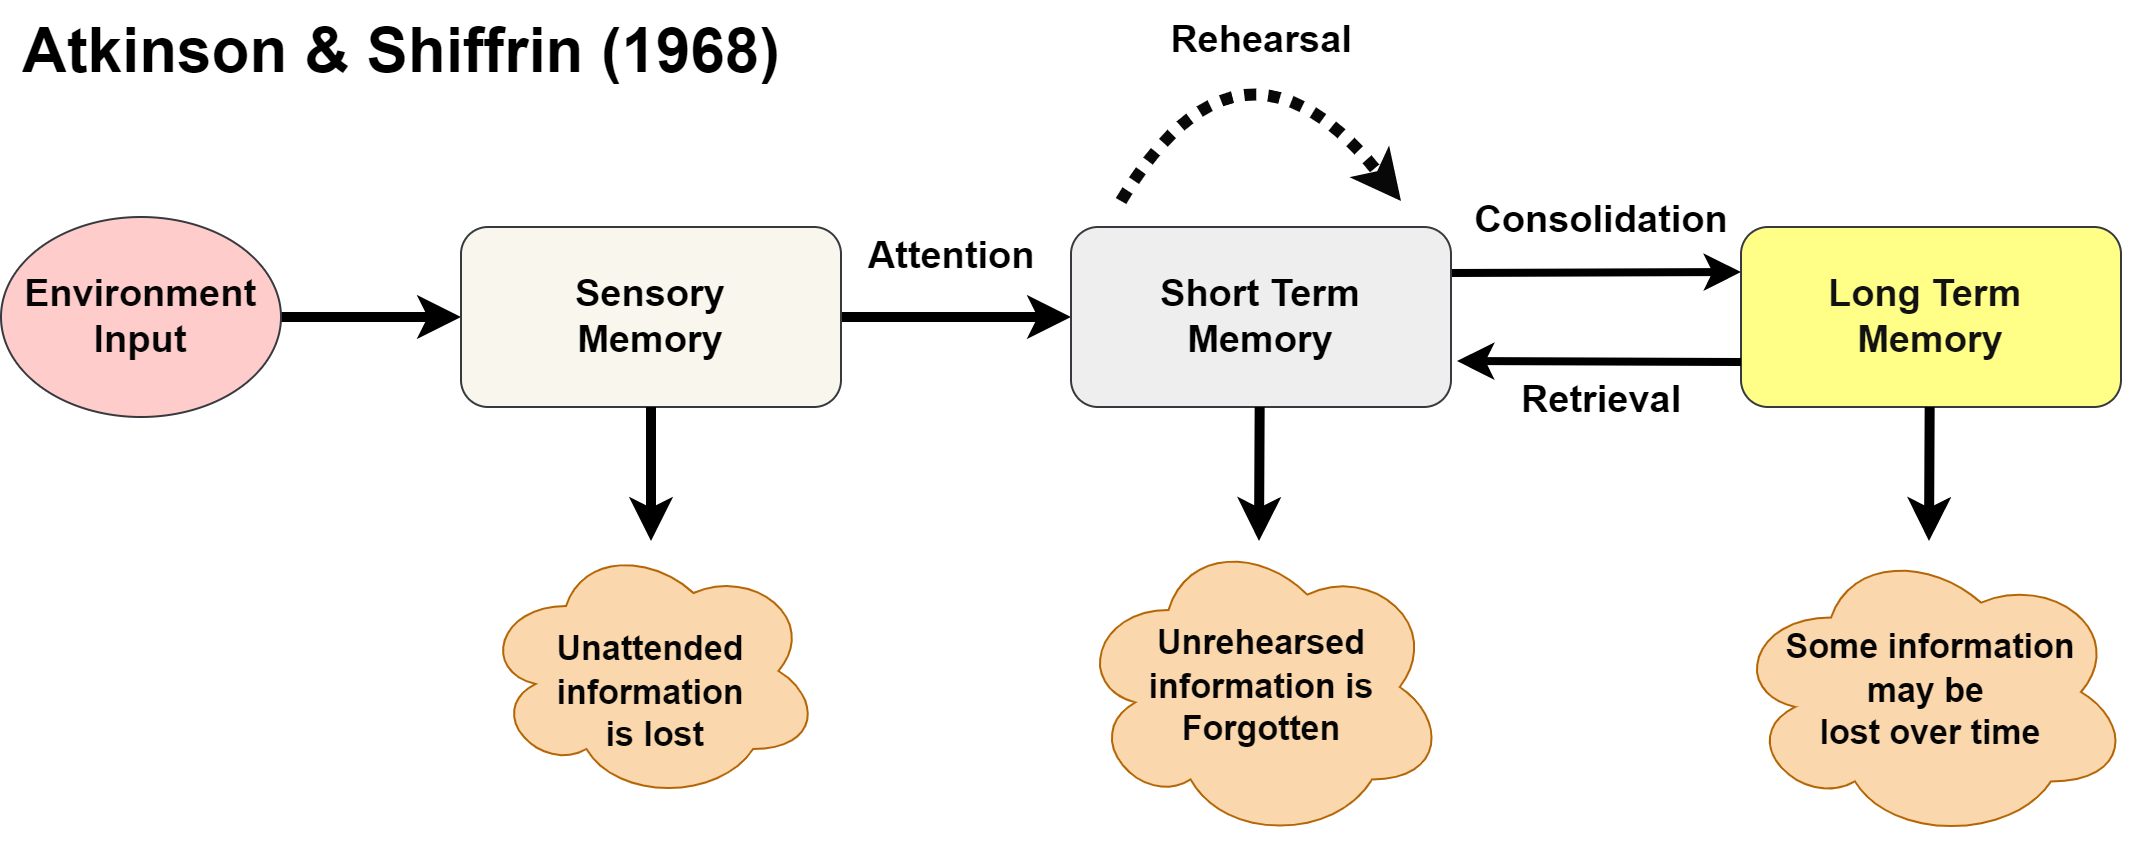 Atkinson & Shiffrin (1968)
Rehearsal
Environment
Input
Sensory
Memory
Attention
Short Term
Memory
Consolidation
Retrieval
Long Term
Memory
Unattended
information
is lost
Unrehearsed
information is
Forgotten
Some information
may be
lost over time